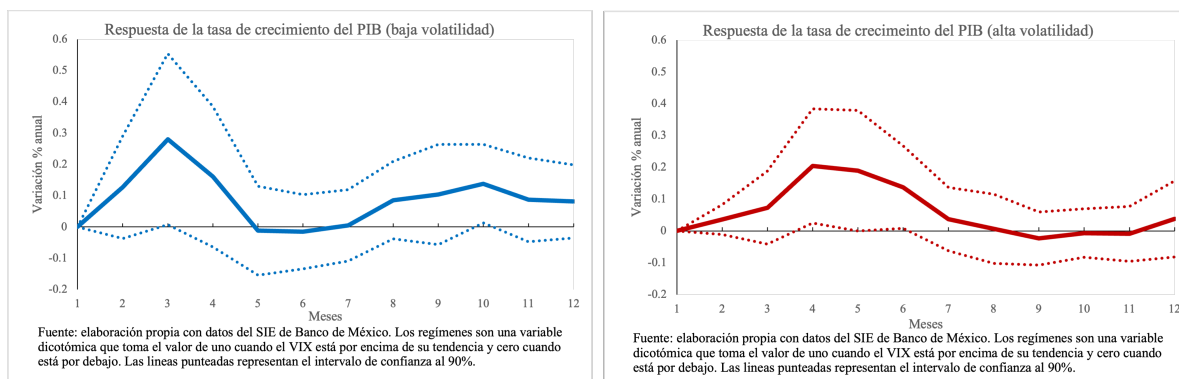 Respuesta de la tasa de crecimiento del PIB (baja volatilidad)
Variación % anual
0.6
0.5
0.4
0.3
0.2
0.1
0
-0.1
-0.2
1 2 3 4 5 6 7 8 9 10 11 12
Meses
Fuente: elaboración propia con datos del SIE de Banco de México. Los regímenes son una variable
dicotómica que toma el valor de uno cuando el VIX está por encima de su tendencia y cero cuando
está por debajo. Las lineas punteadas representan el intervalo de confianza al 90%.
Respuesta de la tasa de crecimeinto del PIB (alta volatilidad)
Variación % anual
0.6
0.5
0.4
0.3
0.2
0.1
0
-0.1
-0.2
1 2 3 4 5 6 7 8 9 10 11 12
Meses
Fuente: elaboración propia con datos del SIE de Banco de México. Los regímenes son una variable
dicotómica que toma el valor de uno cuando el VIX está por encima de su tendencia y cero cuando
está por debajo. Las lineas punteadas representan el intervalo de confianza al 90%.